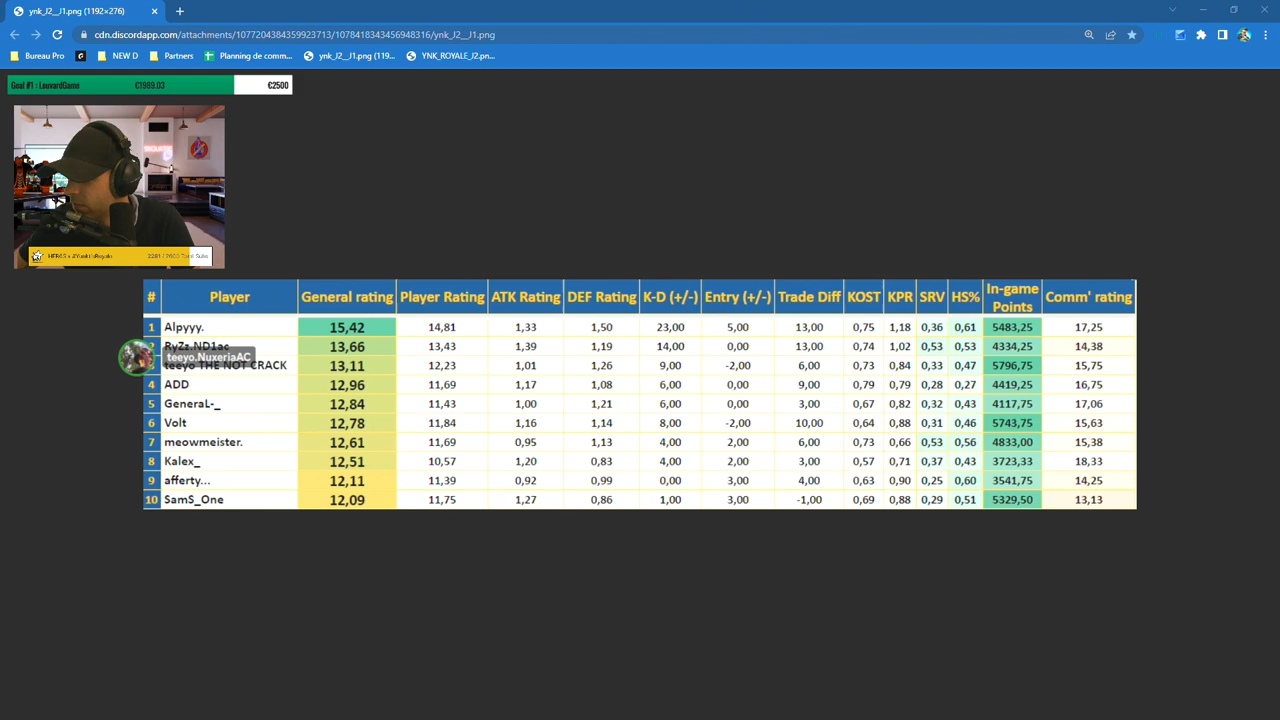 ynk_J2__J1.png (1192×276)
cdn.discordapp.com/attachments/1077204384359923713/1078418343456948316/ynk_J2__J1.png
Bureau Pro NEW D Partners Planning de comm... ynk_J2__J1.png (119... YNK_ROYALE_J2.pn...
Goal #1 : LouvardGame €1989.03 €2500
2281 / 2500 Total Subs
# Player General rating Player Rating ATK Rating DEF Rating K-D (+/-) Entry (+/-) Trade Diff KOST KPR SRV HS% In-game Points Comm' rating
1 Alpyyy. 15,42 14,81 1,33 1,50 23,00 5,00 13,00 0,75 1,18 0,36 0,61 5483,25 17,25
2 RyZz.ND1ac 13,66 13,43 1,39 1,19 14,00 0,00 13,00 0,74 1,02 0,53 0,53 4334,25 14,38
teeyo.NuxeriaAC
3 teeyo THE NOT CRACK 13,11 12,23 1,01 1,26 9,00 -2,00 6,00 0,73 0,84 0,33 0,47 5796,75 15,75
4 ADD 12,96 11,69 1,17 1,08 6,00 0,00 9,00 0,79 0,79 0,28 0,27 4419,25 16,75
5 GeneraL-_ 12,84 11,43 1,00 1,21 6,00 0,00 3,00 0,67 0,82 0,32 0,43 4117,75 17,06
6 Volt 12,78 11,84 1,16 1,14 8,00 -2,00 10,00 0,64 0,88 0,31 0,46 5743,75 15,63
7 meowmeister. 12,61 11,69 0,95 1,13 4,00 2,00 6,00 0,73 0,66 0,53 0,56 4833,00 15,38
8 Kalex_ 12,51 10,57 1,20 0,83 4,00 2,00 3,00 0,57 0,71 0,37 0,43 3723,33 18,33
9 afferty... 12,11 11,39 0,92 0,99 0,00 3,00 4,00 0,63 0,90 0,25 0,60 3541,75 14,25
10 SamS_One 12,09 11,75 1,27 0,86 1,00 3,00 -1,00 0,69 0,88 0,29 0,51 5329,50 13,13